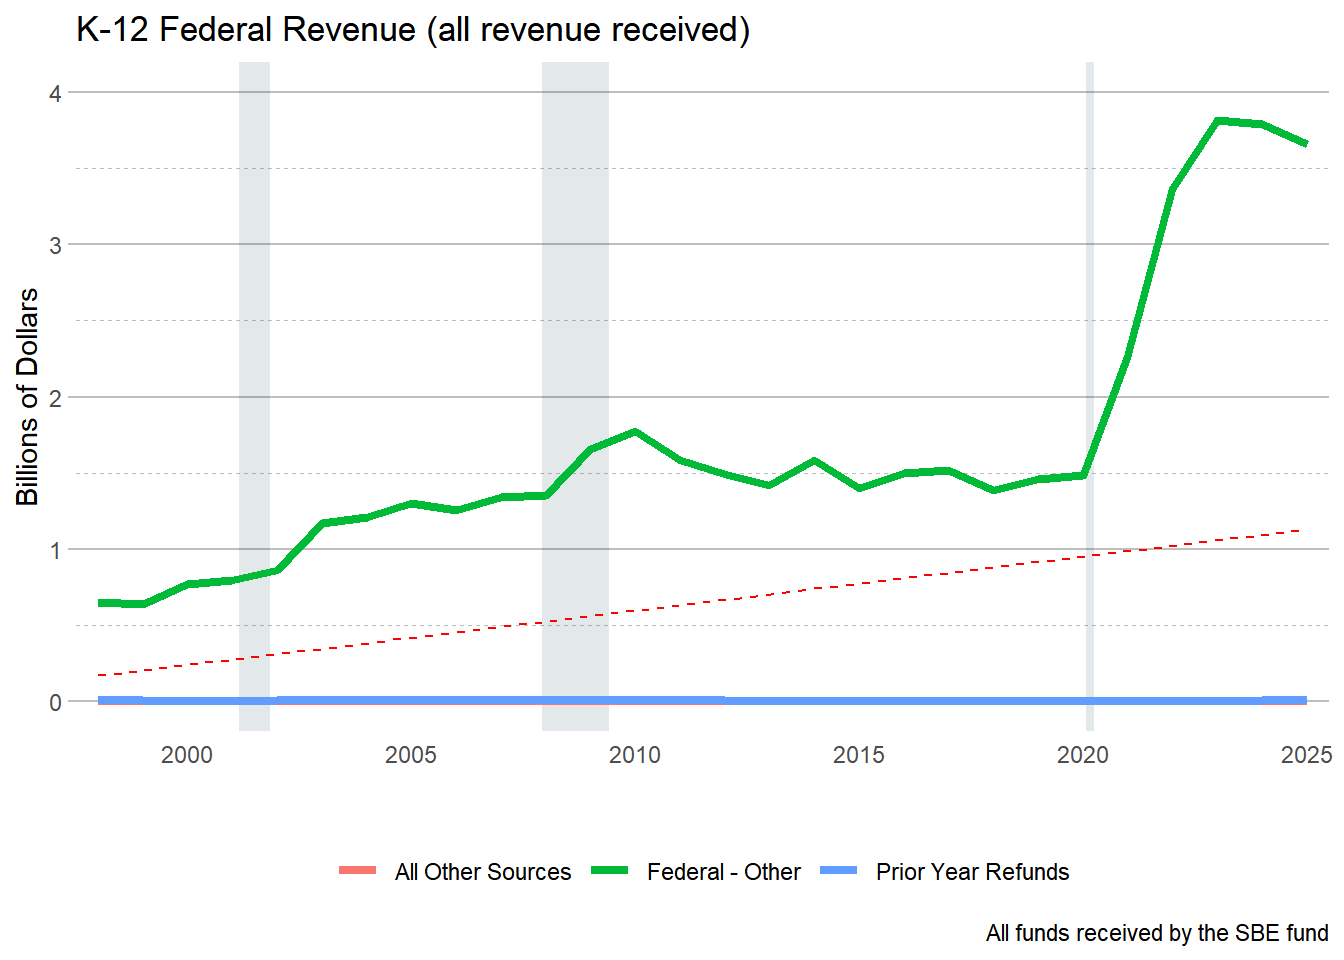 K-12 Federal Revenue (all revenue received)
Billions of Dollars
4
3
2
1
0
2000 2005 2010 2015 2020 2025
All Other Sources Federal - Other Prior Year Refunds
All funds received by the SBE fund